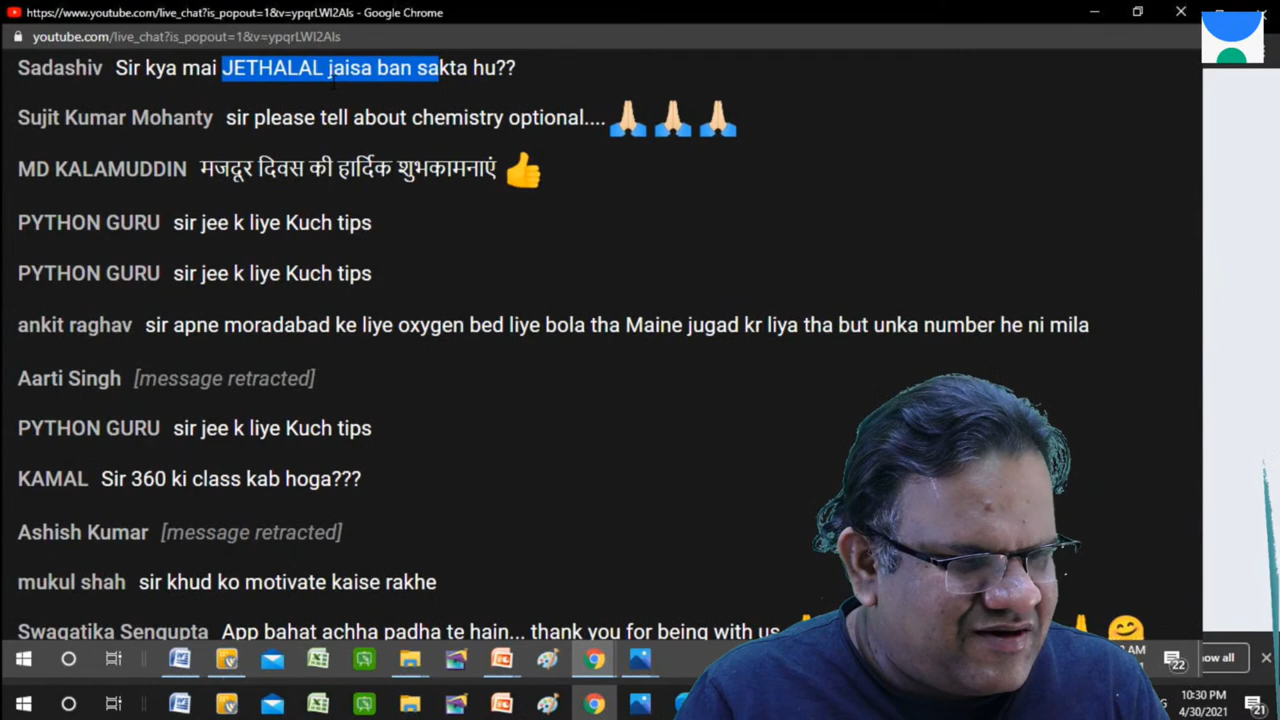 https://www.youtube.com/live_chat?is_popout=1&v=ypqrLWl2AIs - Google Chrome
youtube.com/live_chat?is_popout=1&v=ypqrLWl2AIs
Sadashiv Sir kya mai JETHALAL jaisa ban sakta hu??
Sujit Kumar Mohanty sir please tell about chemistry optional....🙏🙏🙏
MD KALAMUDDIN मजदूर दिवस की हार्दिक शुभकामनाएं 👍
PYTHON GURU sir jee k liye Kuch tips
PYTHON GURU sir jee k liye Kuch tips
ankit raghav sir apne moradabad ke liye oxygen bed liye bola tha Maine jugad kr liya tha but unka number he ni mila
Aarti Singh [message retracted]
PYTHON GURU sir jee k liye Kuch tips
KAMAL Sir 360 ki class kab hoga???
Ashish Kumar [message retracted]
mukul shah sir khud ko motivate kaise rakhe
Swagatika Sengupta App bahat achha padha te hain... thank you for being with us
AM
22
10:30 PM
4/30/2021
21